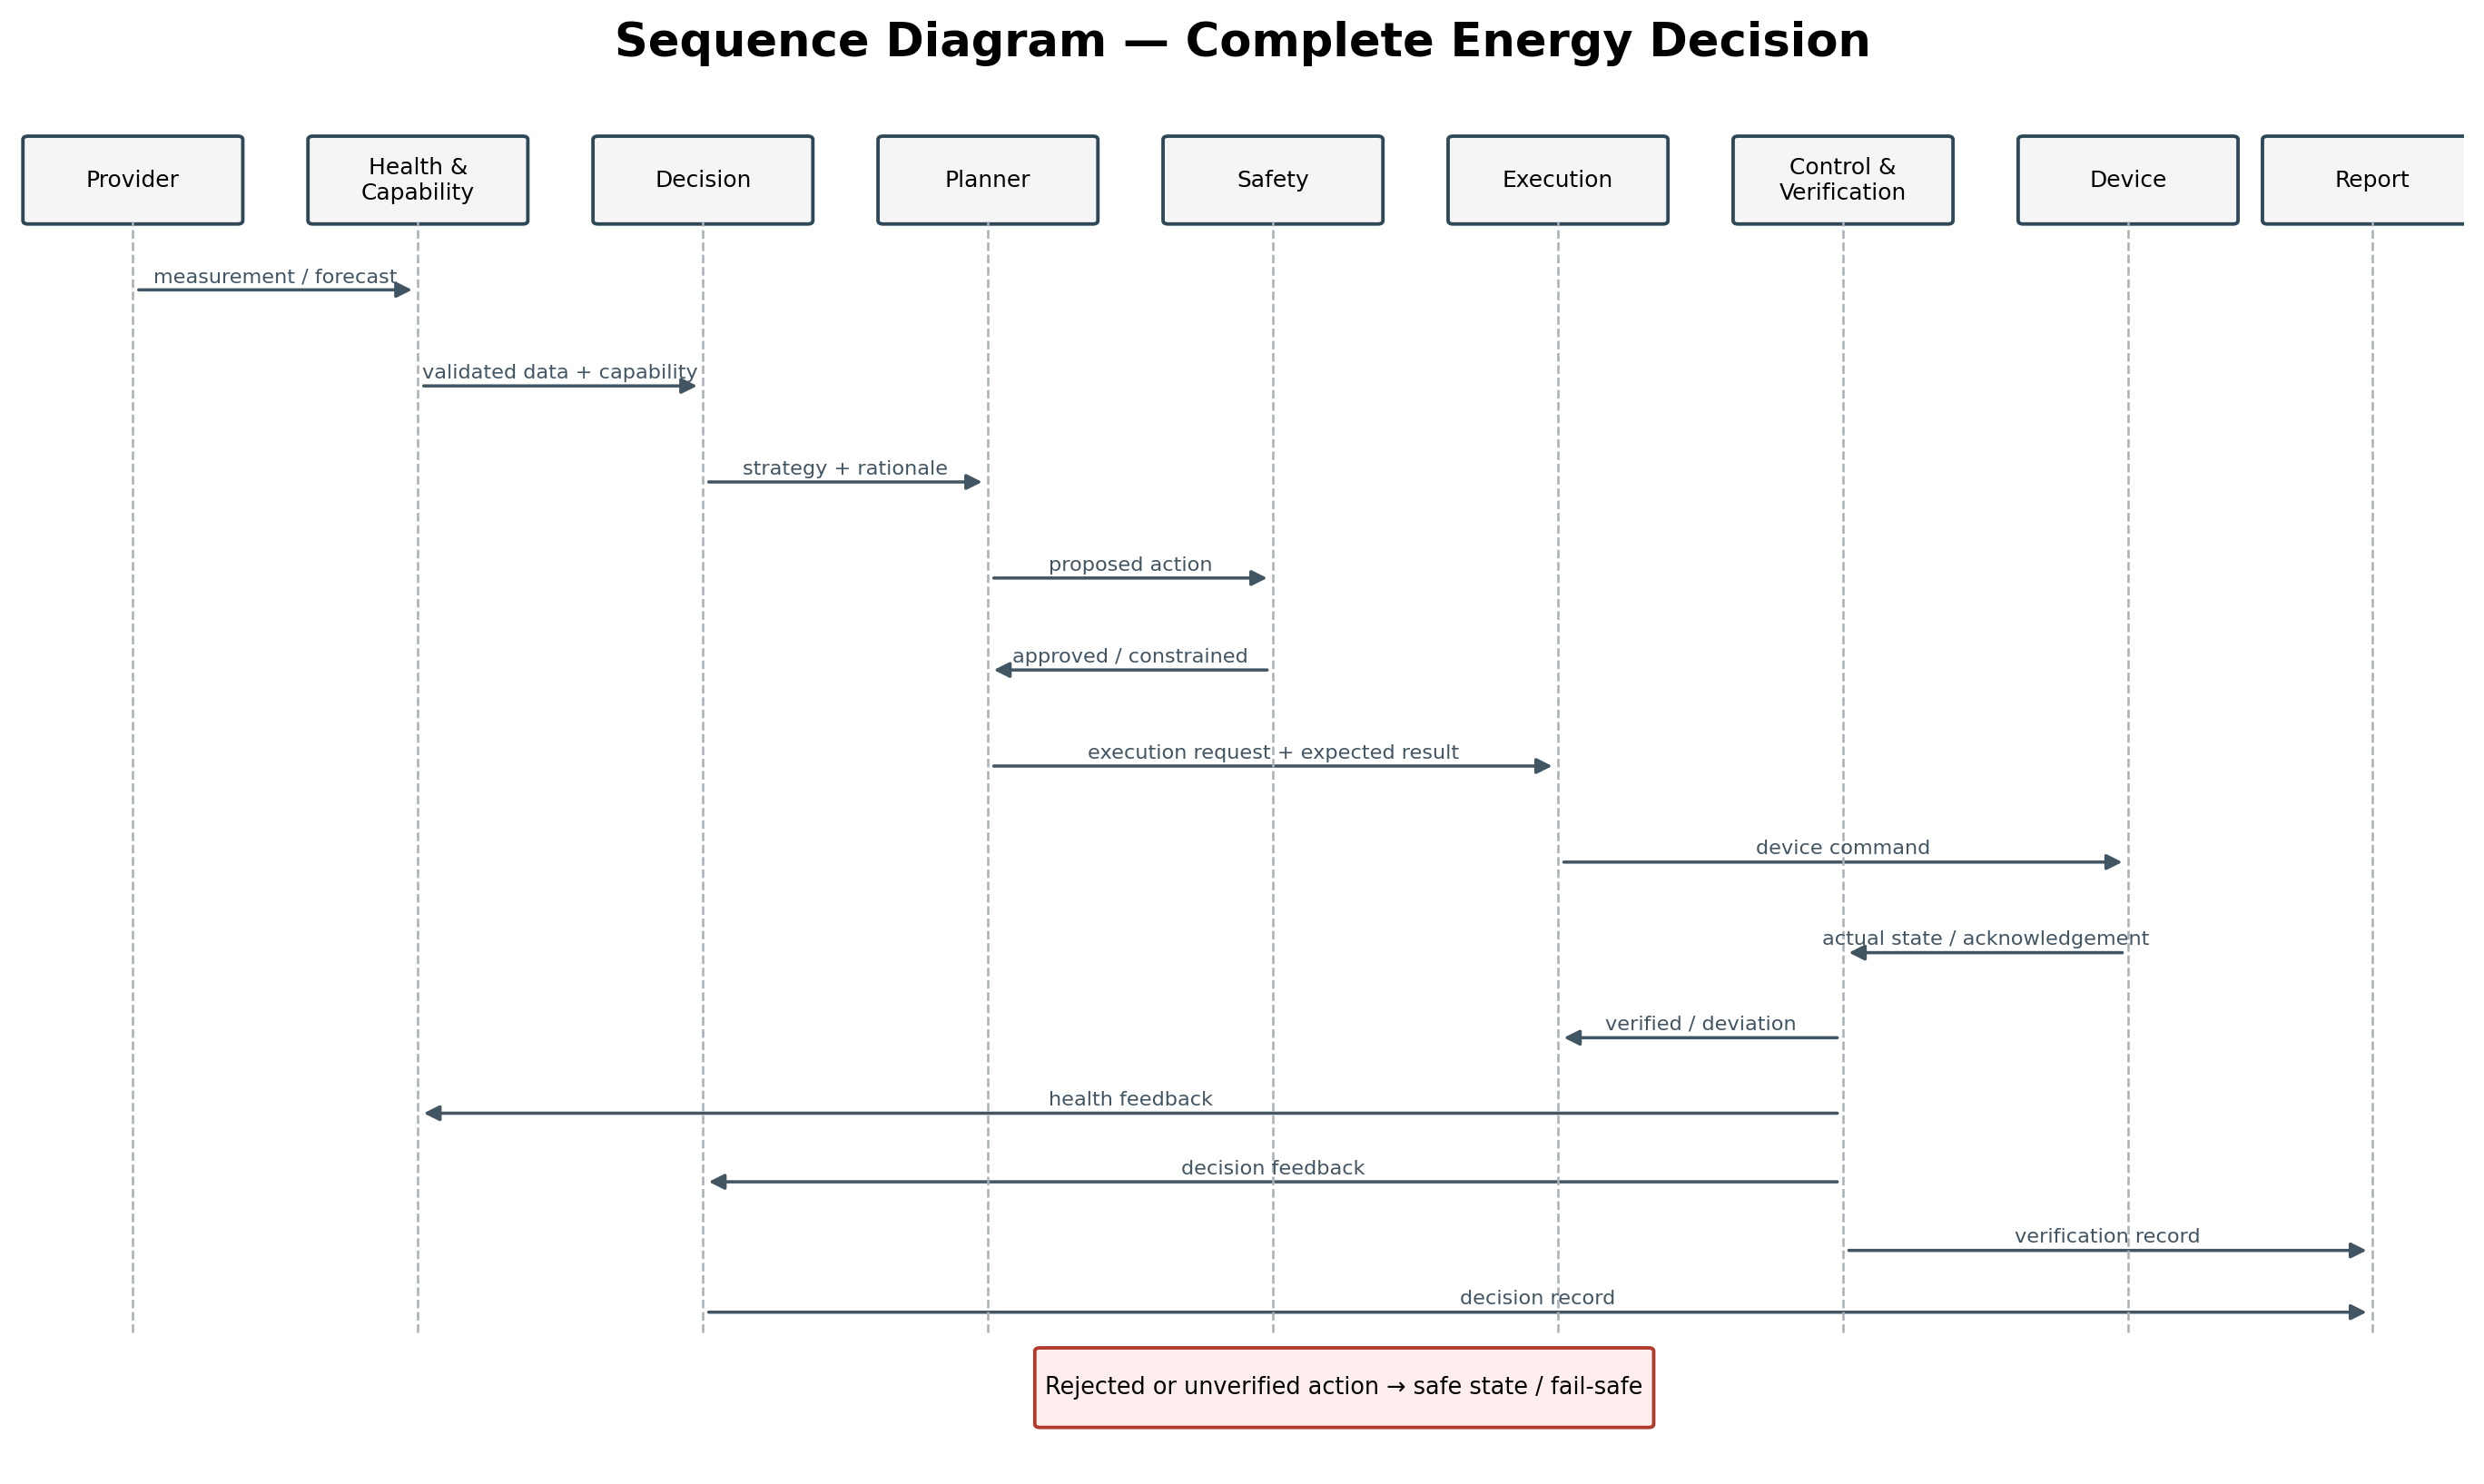 Sequence Diagram — Complete Energy Decision
Provider
Health &
Capability
Decision
Planner
Safety
Execution
Control &
Verification
Device
Report
measurement / forecast
validated data + capability
strategy + rationale
proposed action
approved / constrained
execution request + expected result
device command
actual state / acknowledgement
verified / deviation
health feedback
decision feedback
verification record
decision record
Rejected or unverified action → safe state / fail-safe